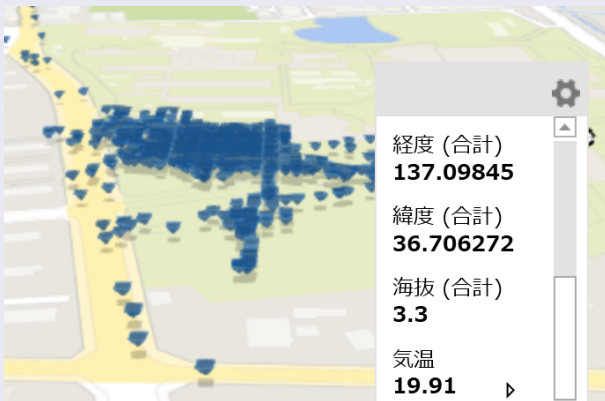 経度 (合計)
137.09845
緯度 (合計)
36.706272
海抜 (合計)
3.3
気温
19.91